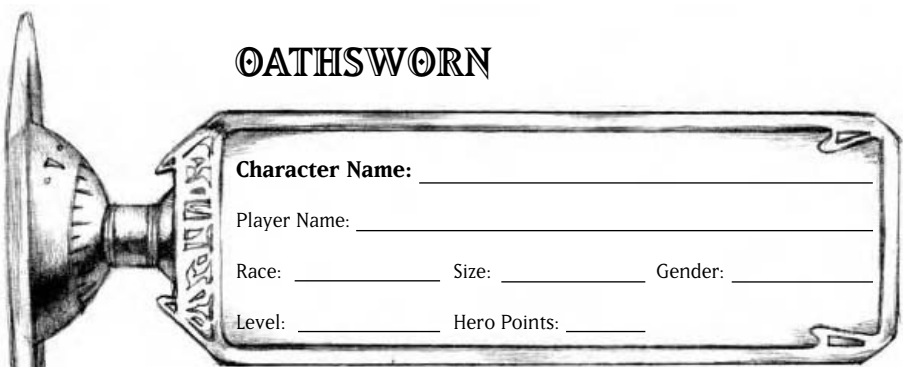 OATHSWORN
Character Name:
Player Name:
Race: Size: Gender:
Level: Hero Points: